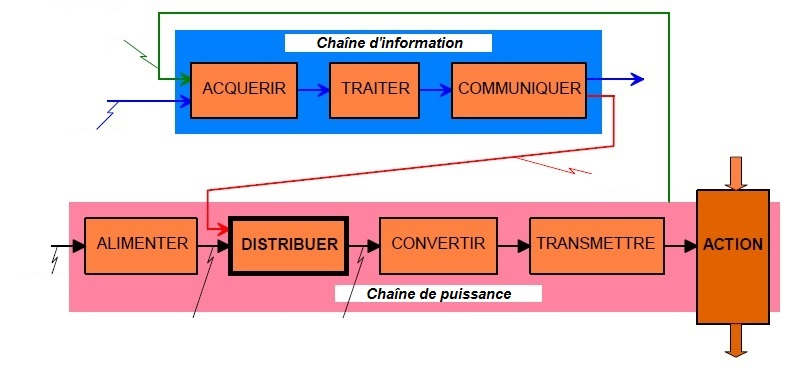 Chaîne d'information
ACQUERIR
TRAITER
COMMUNIQUER
ALIMENTER
DISTRIBUER
CONVERTIR
TRANSMETTRE
ACTION
Chaîne de puissance